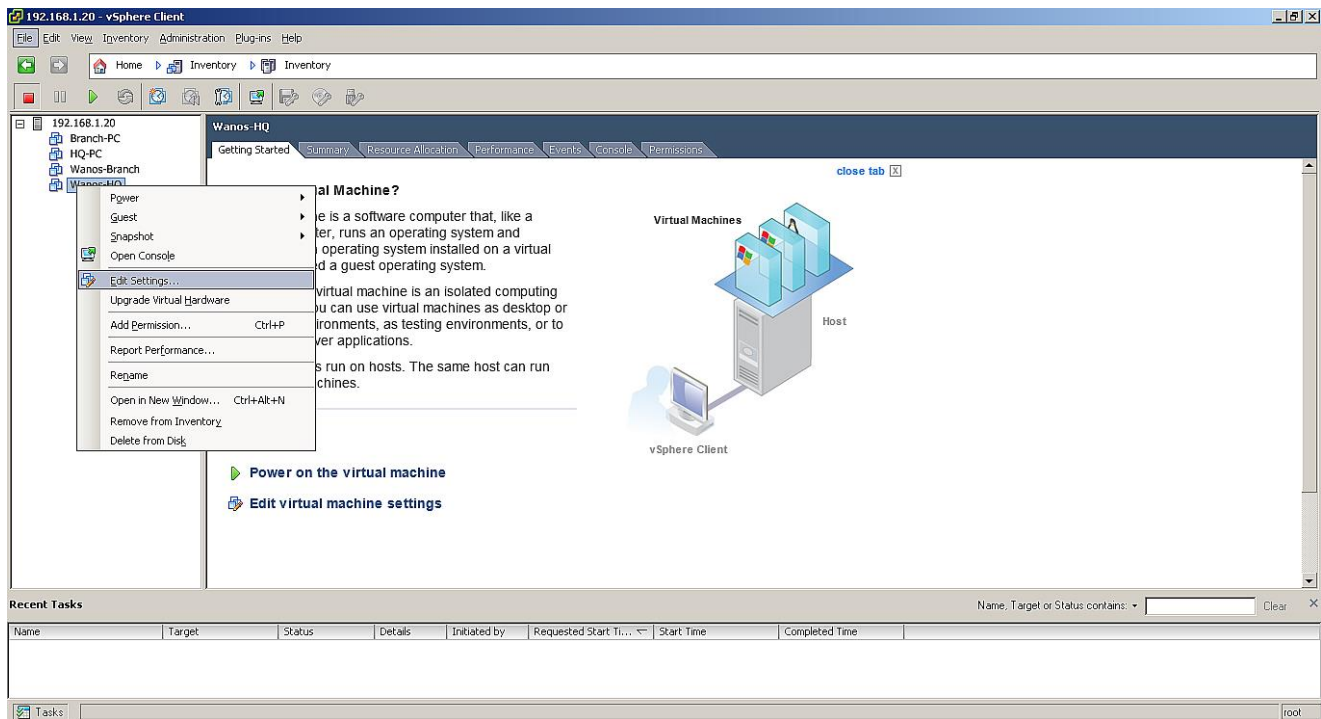 192.168.1.20 - vSphere Client
File Edit View Inventory Administration Plug-ins Help
Home Inventory Inventory
192.168.1.20
Branch-PC
HQ-PC
Wanos-Branch
Wanos-HQ
Power
Guest
Snapshot
Open Console
Edit Settings...
Upgrade Virtual Hardware
Add Permission... Ctrl+P
Report Performance...
Rename
Open in New Window... Ctrl+Alt+N
Remove from Inventory
Delete from Disk
Wanos-HQ
Getting Started Summary Resource Allocation Performance Events Console Permissions
close tab X
al Machine?
e is a software computer that, like a
ter, runs an operating system and
operating system installed on a virtual
ed a guest operating system.
virtual machine is an isolated computing
ou can use virtual machines as desktop or
ironments, as testing environments, or to
ver applications.
s run on hosts. The same host can run
chines.
Virtual Machines
Host
vSphere Client
Power on the virtual machine
Edit virtual machine settings
Recent Tasks
Name, Target or Status contains: Clear
Name Target Status Details Initiated by Requested Start Ti... Start Time Completed Time
Tasks
root